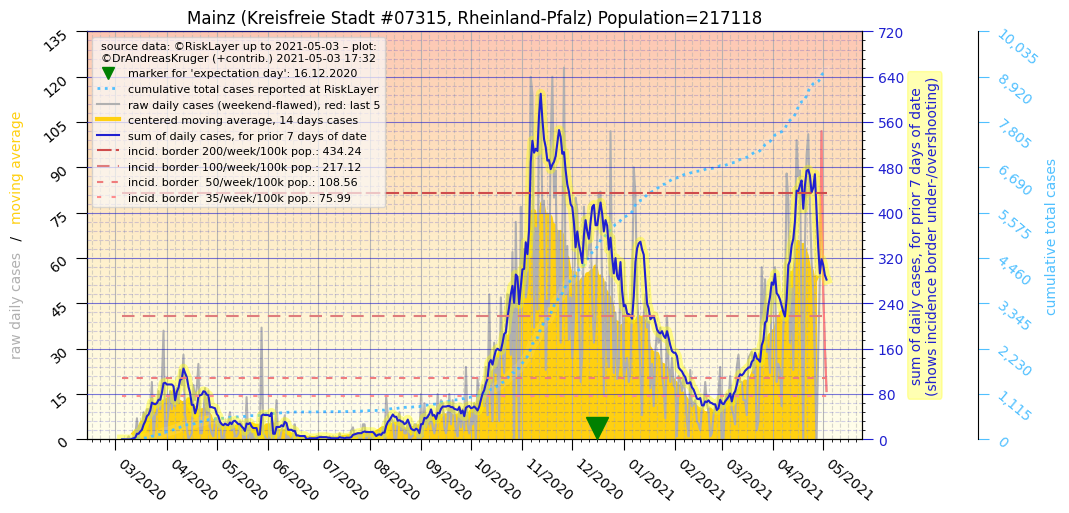 Mainz (Kreisfreie Stadt #07315, Rheinland-Pfalz) Population=217118
source data: ©RiskLayer up to 2021-05-03 – plot:
©DrAndreasKruger (+contrib.) 2021-05-03 17:32
marker for 'expectation day': 16.12.2020
cumulative total cases reported at RiskLayer
raw daily cases (weekend-flawed), red: last 5
centered moving average, 14 days cases
sum of daily cases, for prior 7 days of date
incid. border 200/week/100k pop.: 434.24
incid. border 100/week/100k pop.: 217.12
incid. border  50/week/100k pop.: 108.56
incid. border  35/week/100k pop.: 75.99
raw daily cases  /  moving average
135
120
105
90
75
60
45
30
15
0
03/2020
04/2020
05/2020
06/2020
07/2020
08/2020
09/2020
10/2020
11/2020
12/2020
01/2021
02/2021
03/2021
04/2021
05/2021
720
640
560
480
400
320
240
160
80
0
sum of daily cases, for prior 7 days of date
(shows incidence border under-/overshooting)
10,035
8,920
7,805
6,690
5,575
4,460
3,345
2,230
1,115
0
cumulative total cases